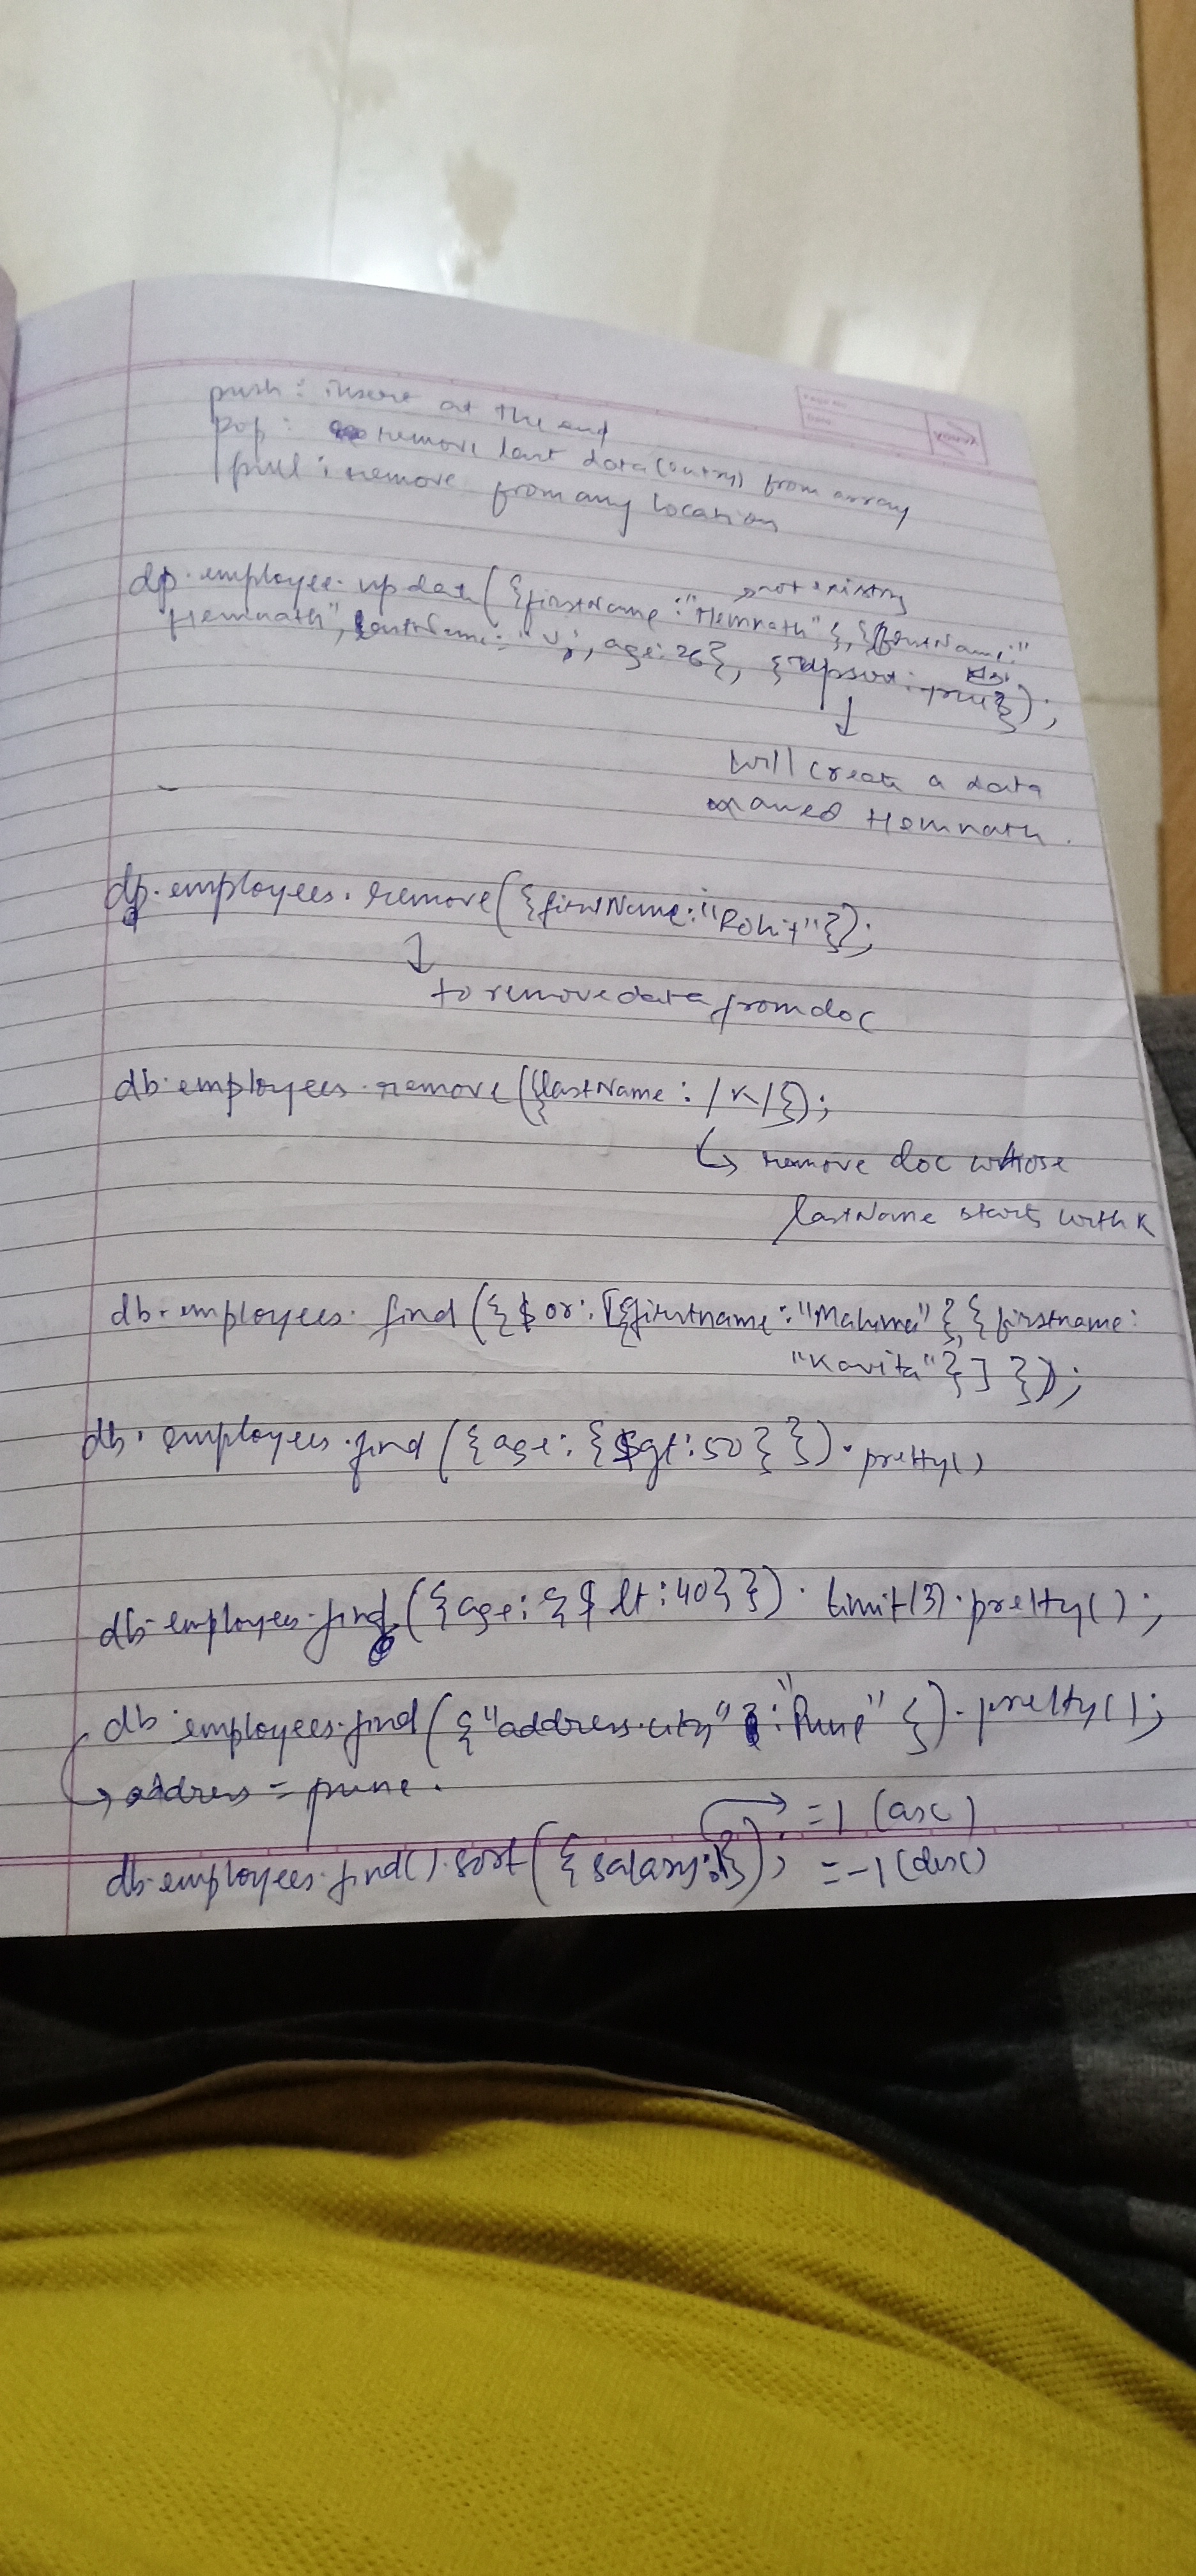 push : insert at the end
pop : remove last data (entry) from array
pull : remove from any location
not existing
dp.employee.update({firstName:"Hemnath"},{firstName:"
Hemnath", lastName: "V", age: 26}, {upsert: true});
will create a data
named Hemnath.
dp.employees.remove({firstName:"Rohit"});
to remove data from doc
db.employees.remove({lastName: /K/});
remove doc whose
lastName starts with K
db.employees.find({$or:[{firstname:"Mahima"},{firstname:
"Kavita"}]});
db.employees.find({age:{$gt:50}}).pretty()
db.employees.find({age:{$lt:40}}).limit(3).pretty();
db.employees.find({"address.city":"Pune"}).pretty();
address = pune.
=1 (asc)
db.employees.find().sort({salary:1}); =-1 (desc)